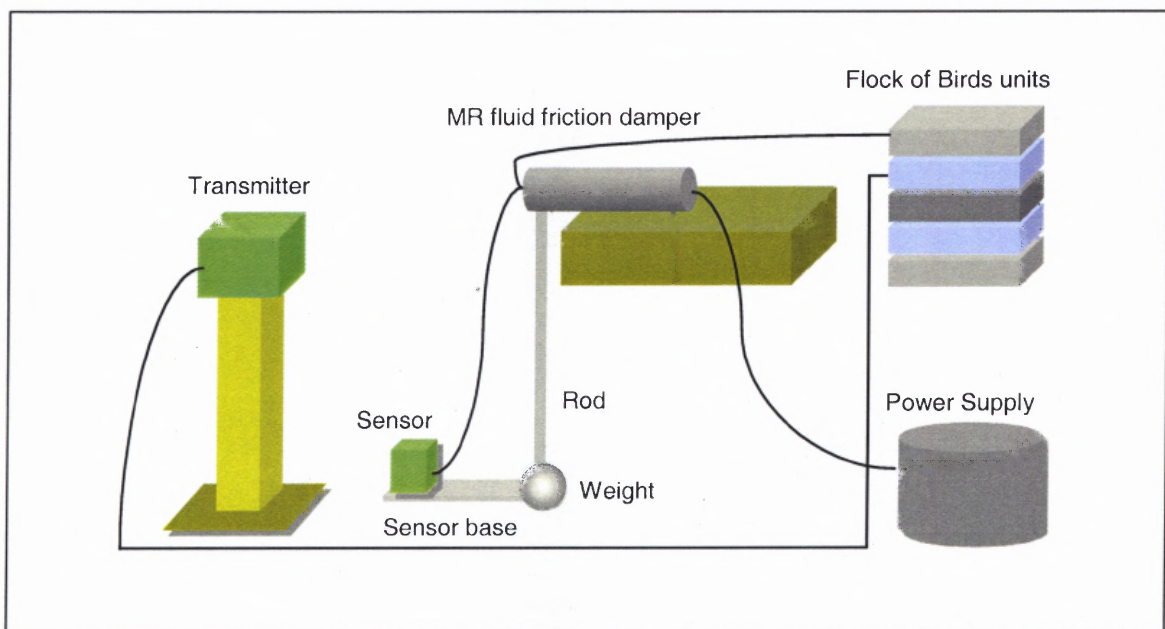 Flock of Birds units
MR fluid friction damper
Transmitter
Rod
Sensor
Power Supply
Weight
Sensor base